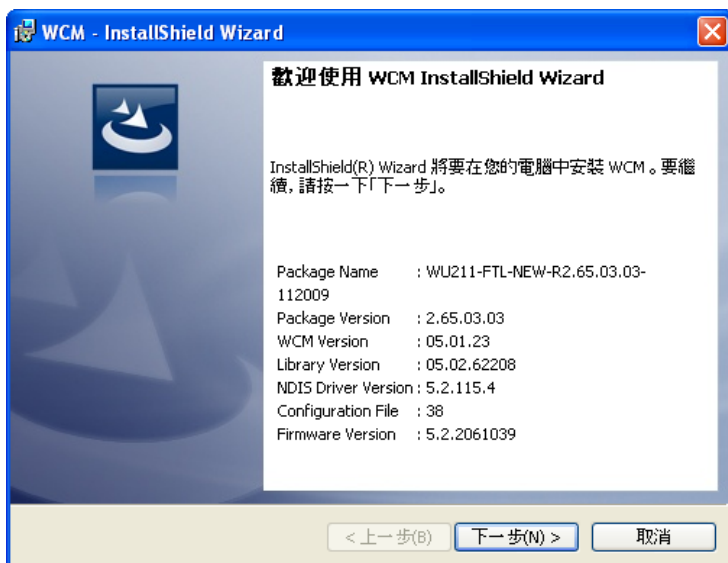 WCM - InstallShield Wizard
歡迎使用 WCM InstallShield Wizard
InstallShield(R) Wizard 將要在您的電腦中安裝 WCM。要繼
續，請按一下「下一步」。
Package Name : WU211-FTL-NEW-R2.65.03.03-
112009
Package Version : 2.65.03.03
WCM Version : 05.01.23
Library Version : 05.02.62208
NDIS Driver Version : 5.2.115.4
Configuration File : 38
Firmware Version : 5.2.2061039
< 上一步(B) 下一步(N) > 取消